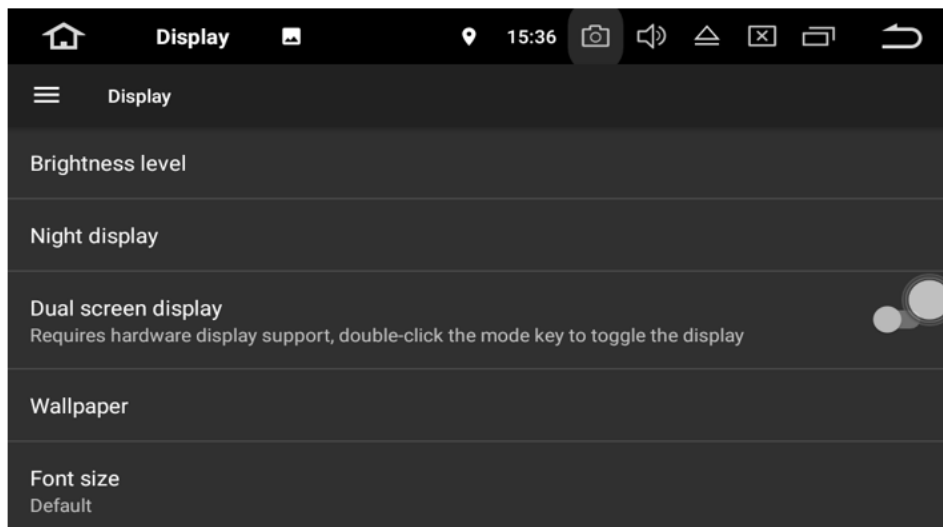 Display
15:36
Display
Brightness level
Night display
Dual screen display
Requires hardware display support, double-click the mode key to toggle the display
Wallpaper
Font size
Default